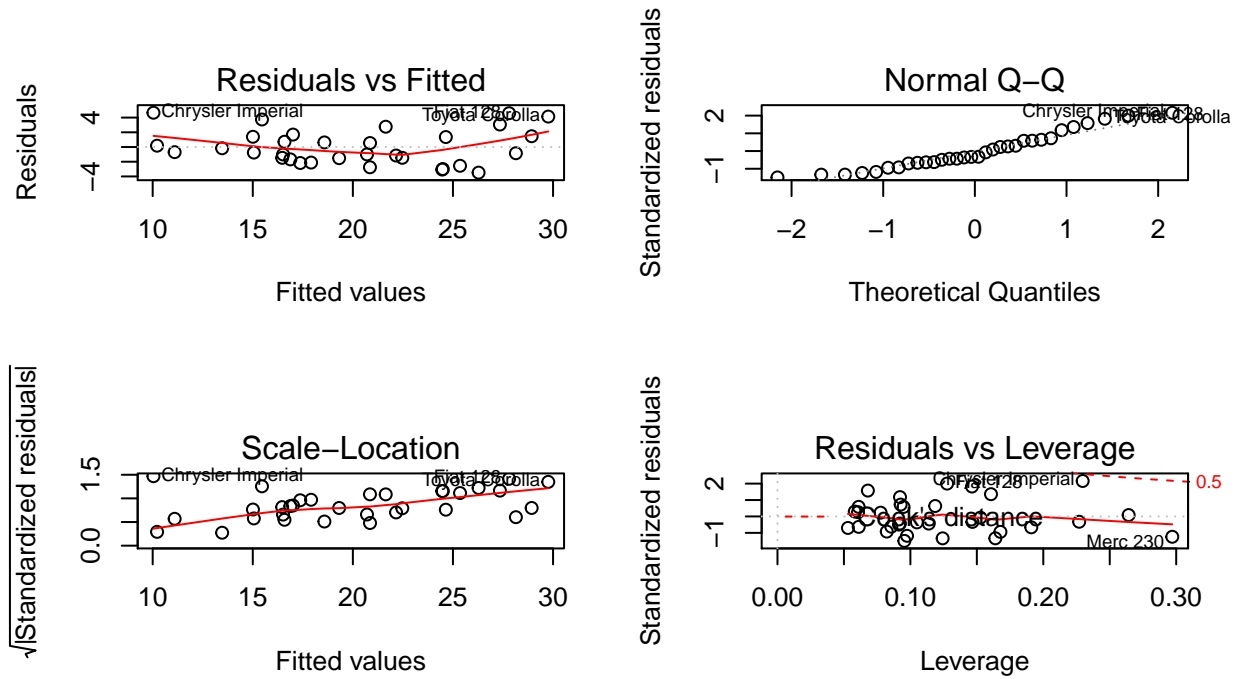 Residuals vs Fitted
Residuals
4
−4
Chrysler Imperial
Fiat 128
Toyota Corolla
10 15 20 25 30
Fitted values
Normal Q−Q
Standardized residuals
2
−1
Chrysler Imperial
Fiat 128
Toyota Corolla
−2 −1 0 1 2
Theoretical Quantiles
Scale−Location
√|Standardized residuals|
1.5
0.0
Chrysler Imperial
Fiat 128
Toyota Corolla
10 15 20 25 30
Fitted values
Residuals vs Leverage
Standardized residuals
2
−1
Chrysler Imperial
Fiat 128
0.5
Cook's distance
Merc 230
0.00 0.10 0.20 0.30
Leverage